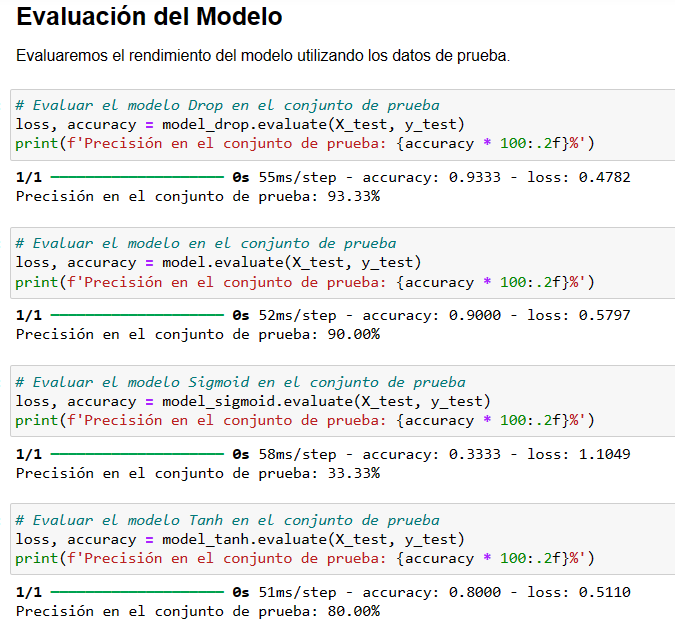 Evaluación del Modelo
Evaluaremos el rendimiento del modelo utilizando los datos de prueba.
# Evaluar el modelo Drop en el conjunto de prueba
loss, accuracy = model_drop.evaluate(X_test, y_test)
print(f'Precisión en el conjunto de prueba: {accuracy * 100:.2f}%')
1/1 ━━━━━━━━━━━━━━━━━━━━ 0s 55ms/step - accuracy: 0.9333 - loss: 0.4782
Precisión en el conjunto de prueba: 93.33%
# Evaluar el modelo en el conjunto de prueba
loss, accuracy = model.evaluate(X_test, y_test)
print(f'Precisión en el conjunto de prueba: {accuracy * 100:.2f}%')
1/1 ━━━━━━━━━━━━━━━━━━━━ 0s 52ms/step - accuracy: 0.9000 - loss: 0.5797
Precisión en el conjunto de prueba: 90.00%
# Evaluar el modelo Sigmoid en el conjunto de prueba
loss, accuracy = model_sigmoid.evaluate(X_test, y_test)
print(f'Precisión en el conjunto de prueba: {accuracy * 100:.2f}%')
1/1 ━━━━━━━━━━━━━━━━━━━━ 0s 58ms/step - accuracy: 0.3333 - loss: 1.1049
Precisión en el conjunto de prueba: 33.33%
# Evaluar el modelo Tanh en el conjunto de prueba
loss, accuracy = model_tanh.evaluate(X_test, y_test)
print(f'Precisión en el conjunto de prueba: {accuracy * 100:.2f}%')
1/1 ━━━━━━━━━━━━━━━━━━━━ 0s 51ms/step - accuracy: 0.8000 - loss: 0.5110
Precisión en el conjunto de prueba: 80.00%